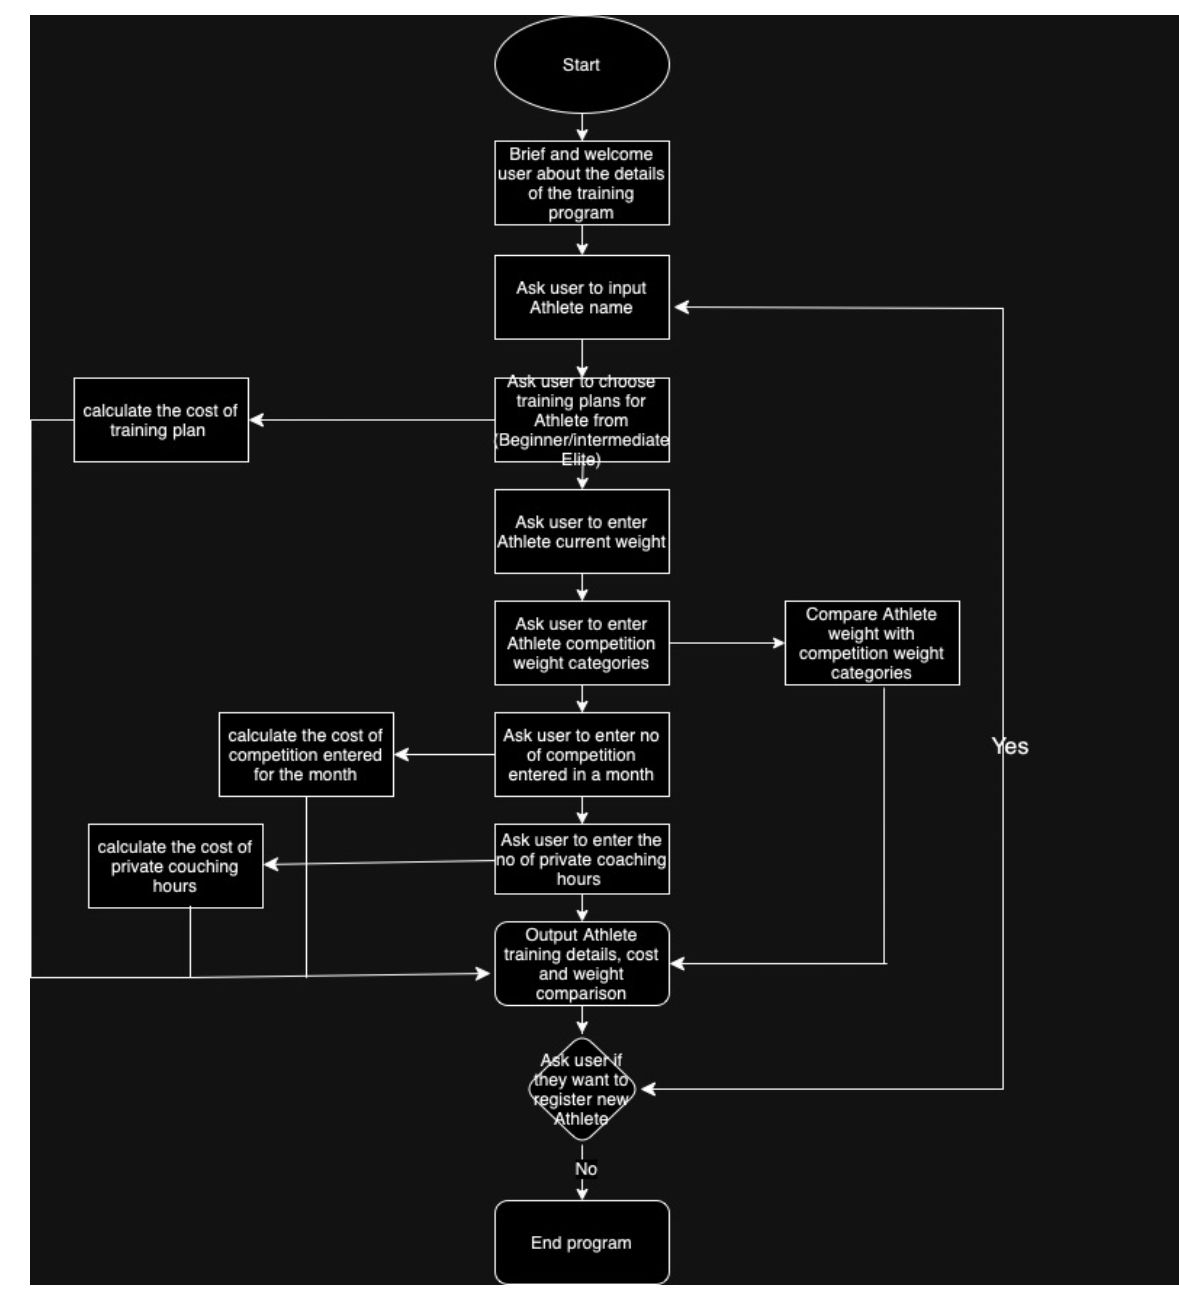 Start
Brief and welcome
user about the details
of the training
program
Ask user to input
Athlete name
Ask user to choose
training plans for
Athlete from
(Beginner/intermediate
Elite)
calculate the cost of
training plan
Ask user to enter
Athlete current weight
Ask user to enter
Athlete competition
weight categories
Compare Athlete
weight with
competition weight
categories
Yes
Ask user to enter no
of competition
entered in a month
calculate the cost of
competition entered
for the month
Ask user to enter the
no of private coaching
hours
calculate the cost of
private couching
hours
Output Athlete
training details, cost
and weight
comparison
Ask user if
they want to
register new
Athlete
No
End program